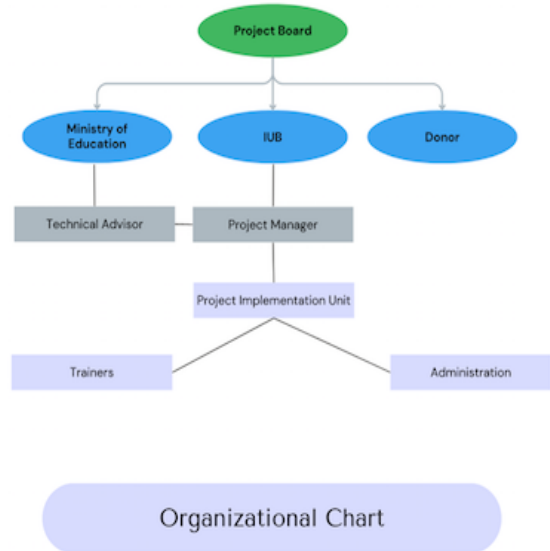 Project Board
Ministry of
Education
IUB
Donor
Technical Advisor
Project Manager
Project Implementation Unit
Trainers
Administration
Organizational Chart